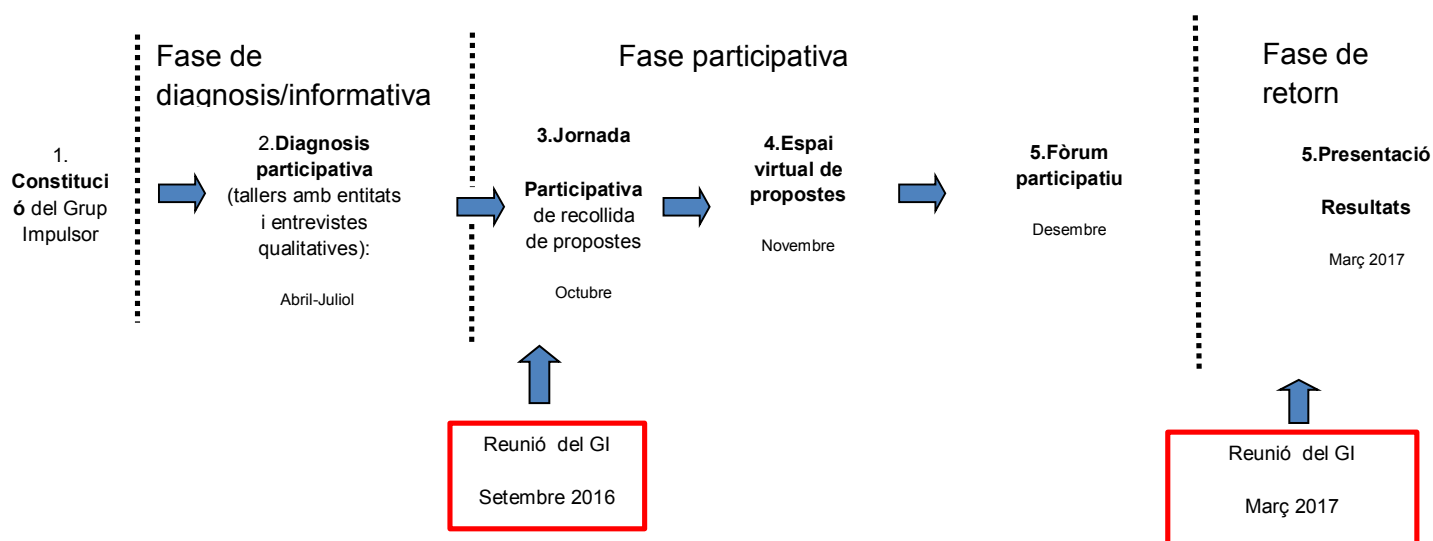 Fase de
diagnosis/informativa
Fase participativa
Fase de
retorn
1.
Constituci
ó del Grup
Impulsor
2.Diagnosis
participativa
(tallers amb entitats
i entrevistes
qualitatives):
Abril-Juliol
3.Jornada
Participativa
de recollida
de propostes
Octubre
4.Espai
virtual de
propostes
Novembre
5.Fòrum
participatiu
Desembre
5.Presentació
Resultats
Març 2017
Reunió del GI
Setembre 2016
Reunió del GI
Març 2017